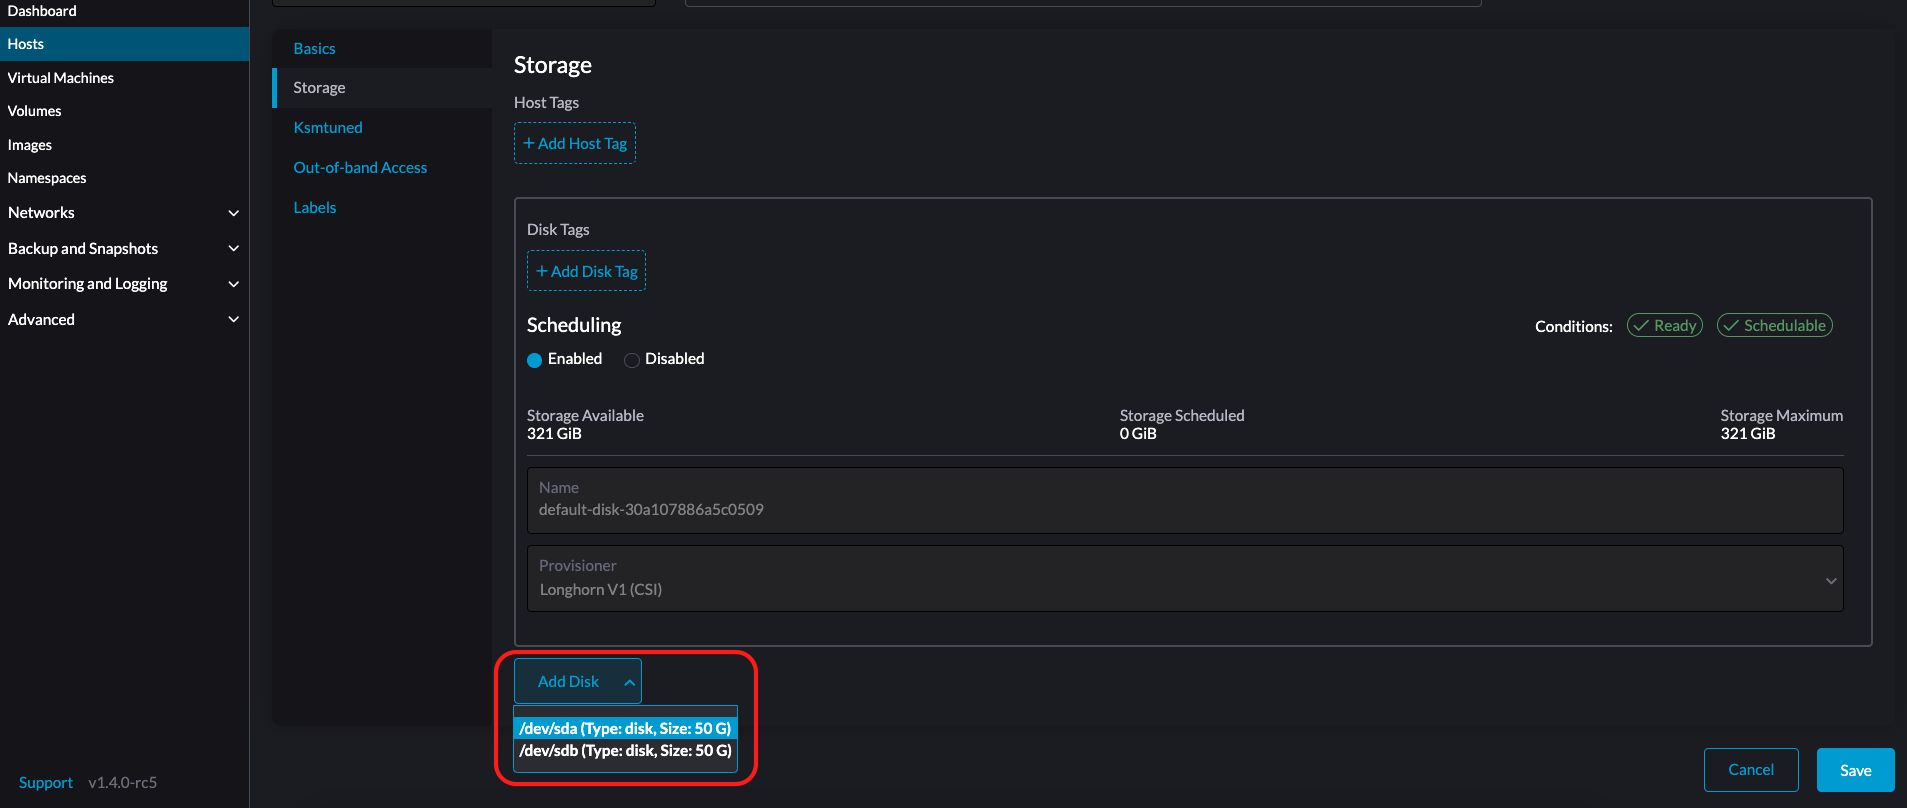 Dashboard
Hosts
Virtual Machines
Volumes
Images
Namespaces
Networks
Backup and Snapshots
Monitoring and Logging
Advanced
Support v1.4.0-rc5
Basics
Storage
Ksmtuned
Out-of-band Access
Labels
Storage
Host Tags
+ Add Host Tag
Disk Tags
+ Add Disk Tag
Scheduling
Conditions: Ready Schedulable
Enabled Disabled
Storage Available Storage Scheduled Storage Maximum
321 GiB 0 GiB 321 GiB
Name
default-disk-30a107886a5c0509
Provisioner
Longhorn V1 (CSI)
Add Disk
/dev/sda (Type: disk, Size: 50 G)
/dev/sdb (Type: disk, Size: 50 G)
Cancel Save